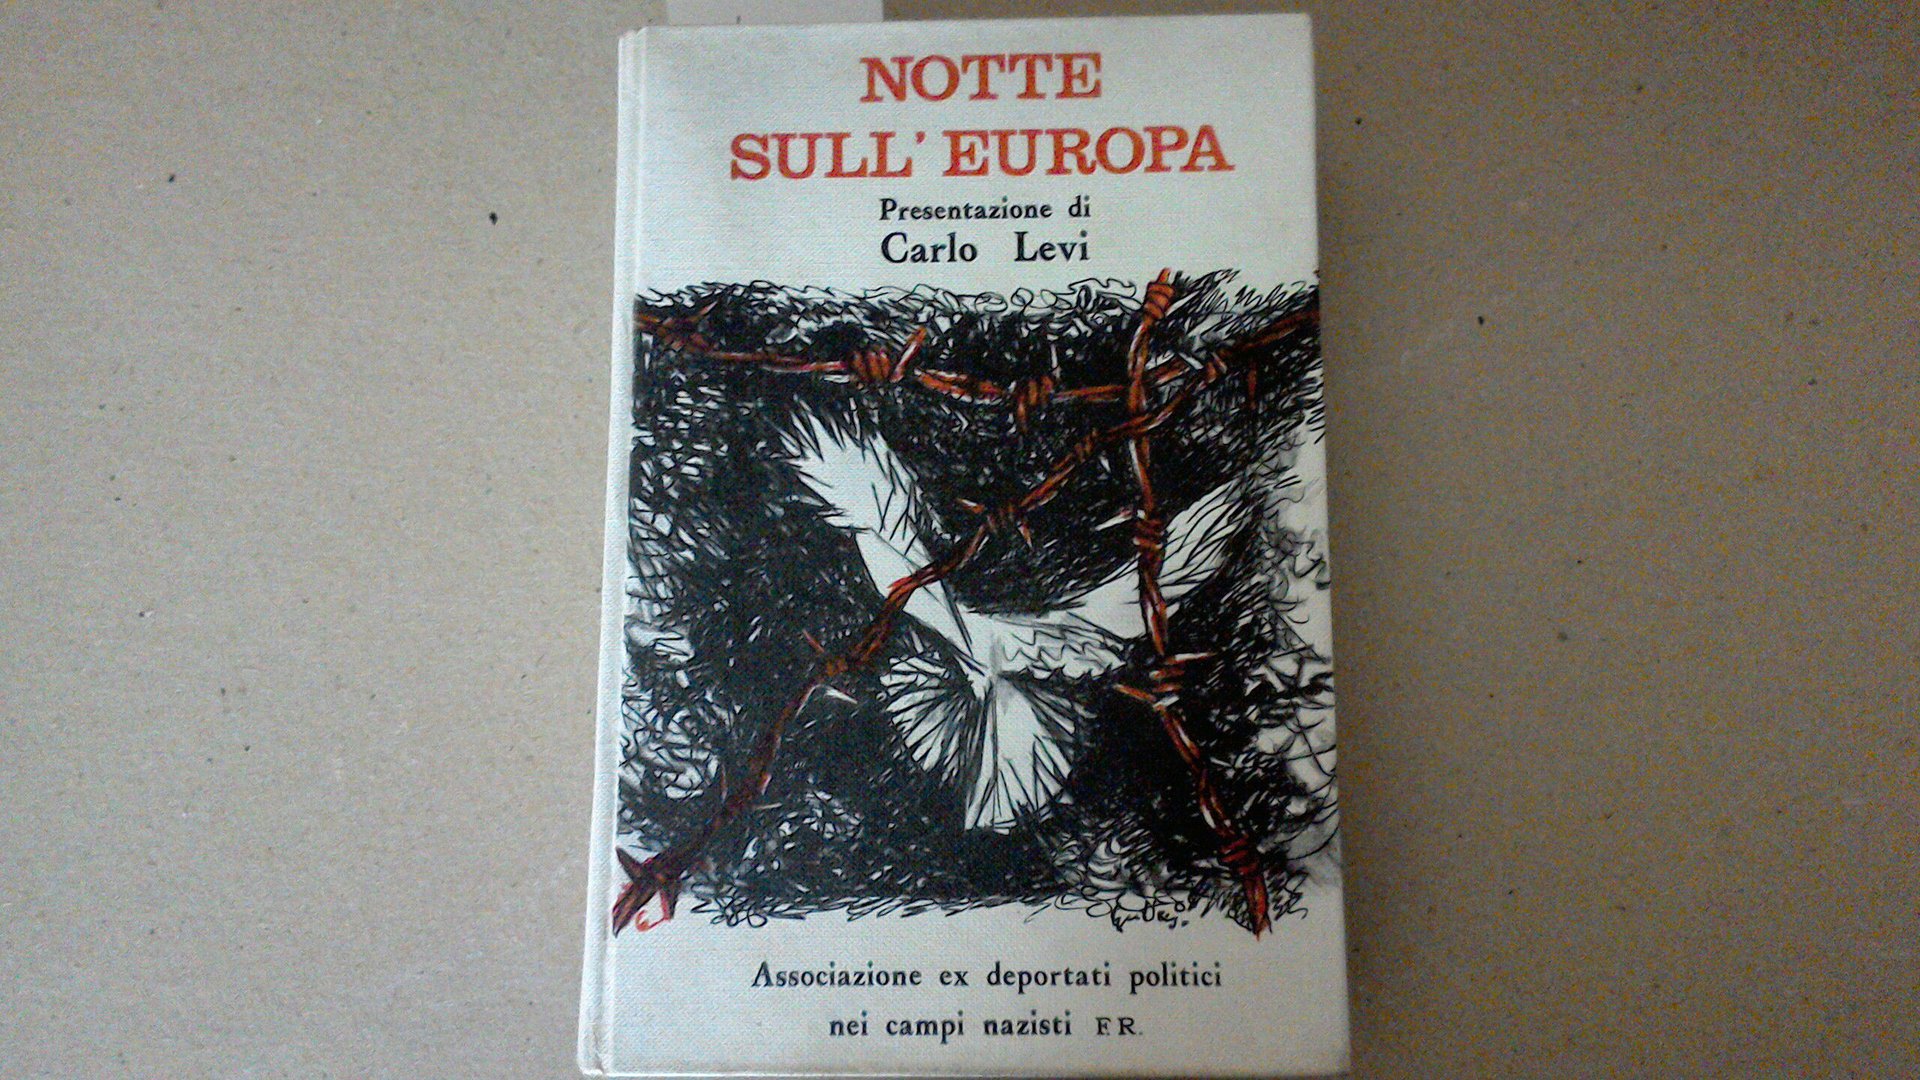 NOTTE
SULL' EUROPA
Presentazione di
Carlo Levi
Associazione ex deportati politici
nei campi nazisti F.R.